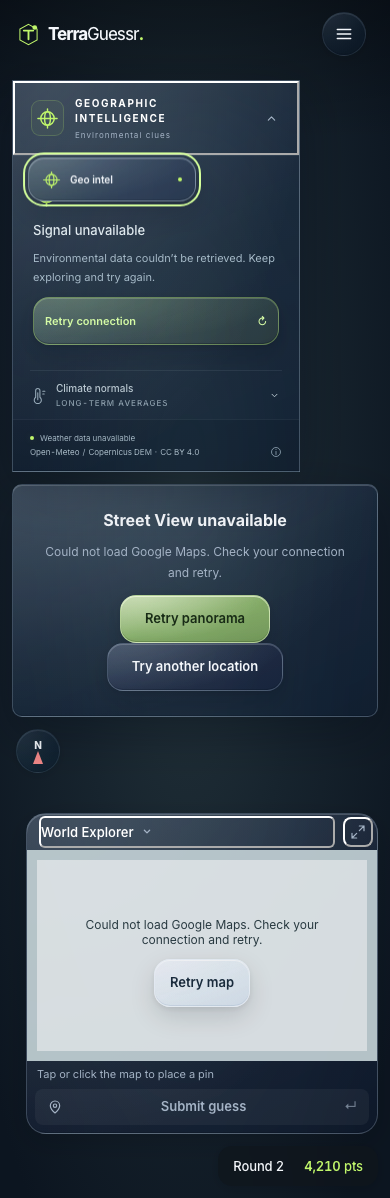 TerraGuessr.
GEOGRAPHIC
INTELLIGENCE
Environmental clues
Geo intel
Signal unavailable
Environmental data couldn’t be retrieved. Keep
exploring and try again.
Retry connection
Climate normals
LONG-TERM AVERAGES
Weather data unavailable
Open-Meteo / Copernicus DEM · CC BY 4.0
Street View unavailable
Could not load Google Maps. Check your connection
and retry.
Retry panorama
Try another location
N
World Explorer
Could not load Google Maps. Check your
connection and retry.
Retry map
Tap or click the map to place a pin
Submit guess
Round 2 4,210 pts